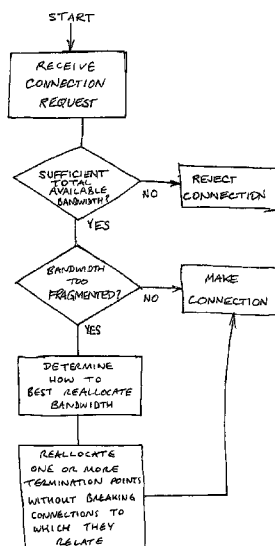 START
RECEIVE
CONNECTION
REQUEST
SUFFICIENT
TOTAL
AVAILABLE
BANDWIDTH?
NO
REJECT
CONNECTION
YES
BANDWIDTH
TOO
FRAGMENTED?
NO
MAKE
CONNECTION
YES
DETERMINE
HOW TO
BEST REALLOCATE
BANDWIDTH
REALLOCATE
ONE OR MORE
TERMINATION POINTS
WITHOUT BREAKING
CONNECTIONS TO
WHICH THEY
RELATE